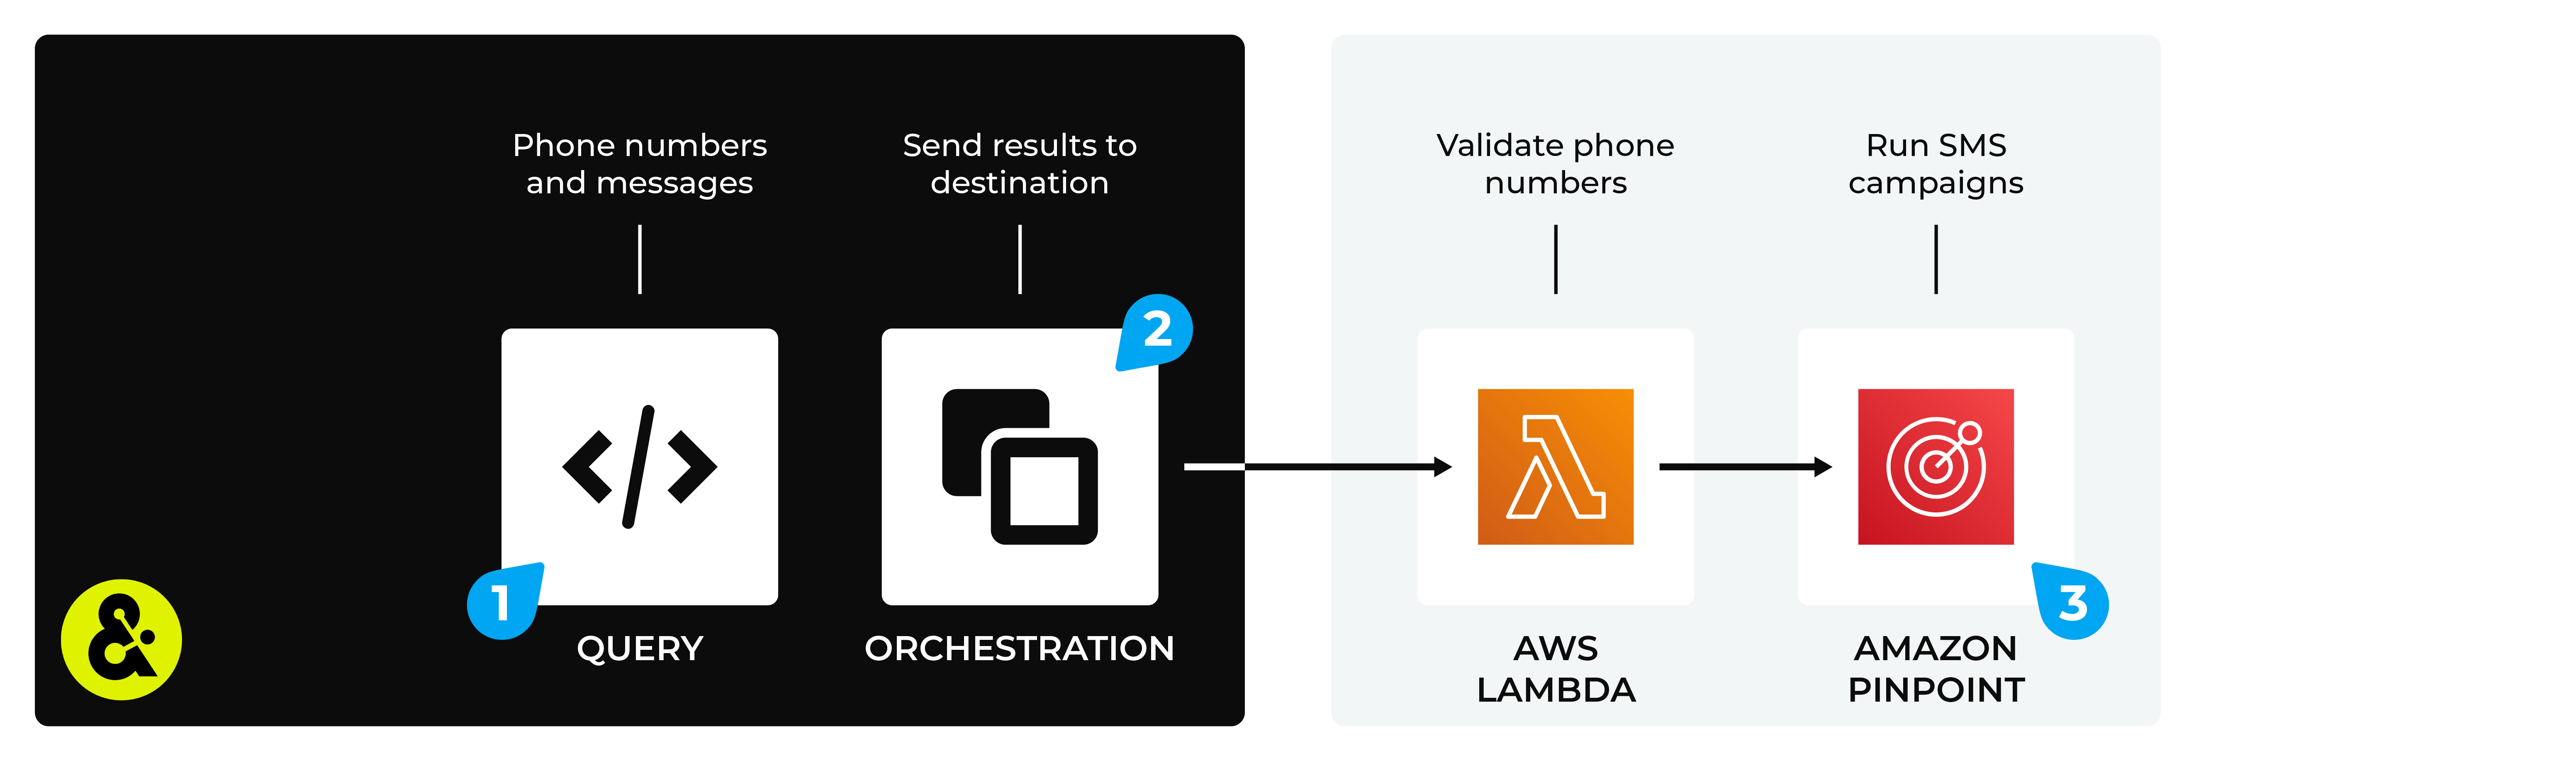 Phone numbers
and messages
Send results to
destination
Validate phone
numbers
Run SMS
campaigns
2
</>
1
3
&
QUERY
ORCHESTRATION
AWS
LAMBDA
AMAZON
PINPOINT